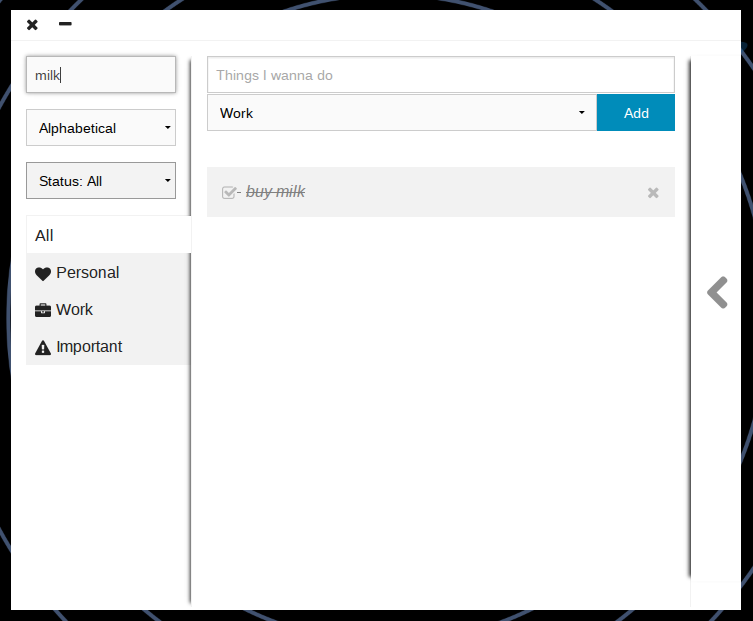 milk
Alphabetical
Status: All
All
Personal
Work
Important
Things I wanna do
Work
Add
- buy milk